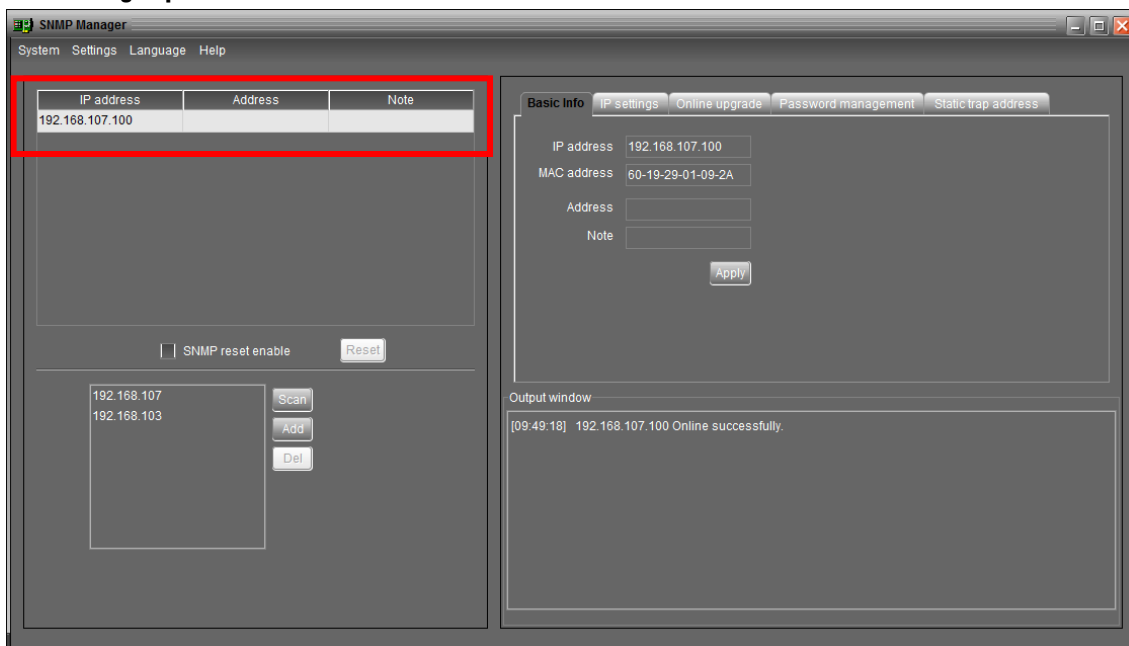 SNMP Manager
System Settings Language Help
IP address Address Note
192.168.107.100
SNMP reset enable Reset
192.168.107
192.168.103
Scan
Add
Del
Basic Info IP settings Online upgrade Password management Static trap address
IP address 192.168.107.100
MAC address 60-19-29-01-09-2A
Address
Note
Apply
Output window
[09:49:18] 192.168.107.100 Online successfully.